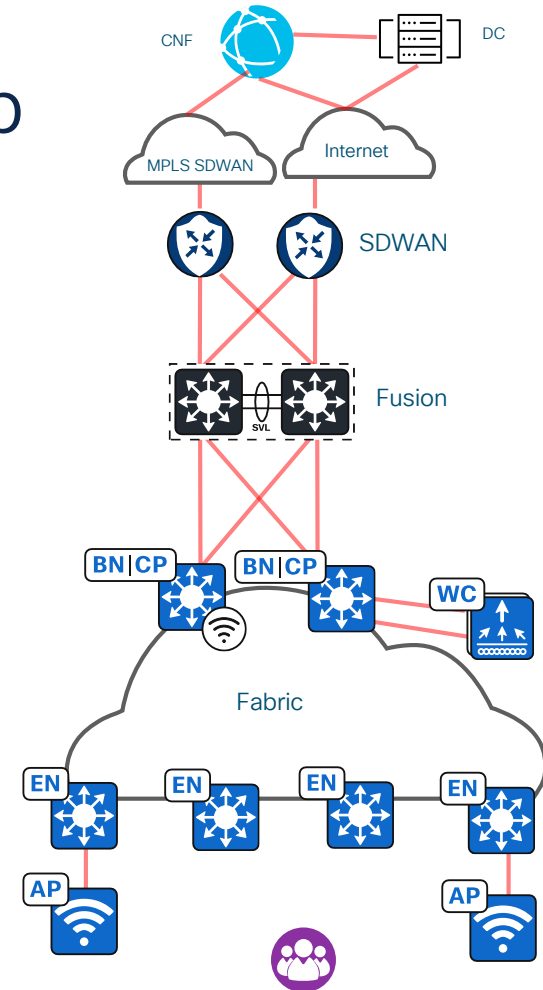 CNF
DC
MPLS SDWAN
Internet
SDWAN
Fusion
SVL
BN|CP
BN|CP
WC
Fabric
EN
EN
EN
EN
AP
AP